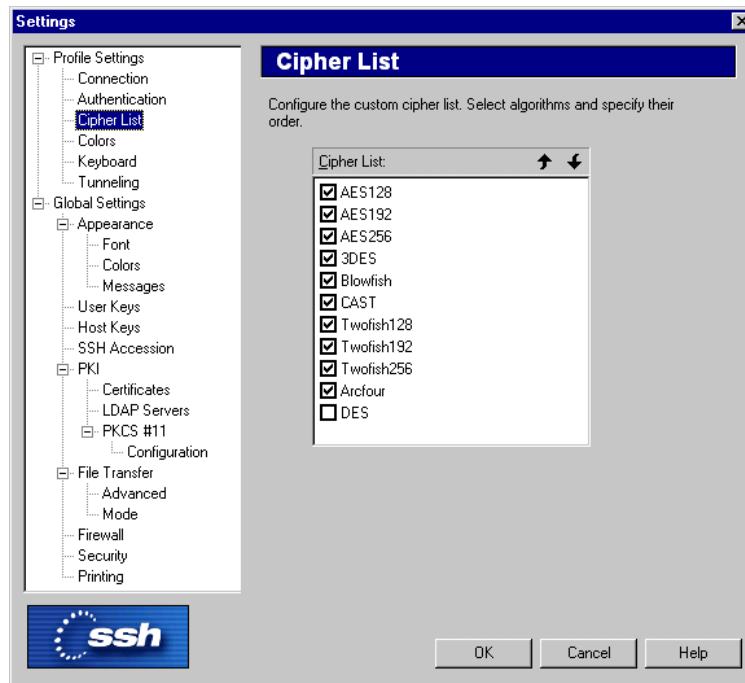 Settings
Profile Settings
Connection
Authentication
Cipher List
Colors
Keyboard
Tunneling
Global Settings
Appearance
Font
Colors
Messages
User Keys
Host Keys
SSH Accession
PKI
Certificates
LDAP Servers
PKCS #11
Configuration
File Transfer
Advanced
Mode
Firewall
Security
Printing
ssh
Cipher List
Configure the custom cipher list. Select algorithms and specify their
order.
Cipher List:
AES128
AES192
AES256
3DES
Blowfish
CAST
Twofish128
Twofish192
Twofish256
Arcfour
DES
OK
Cancel
Help